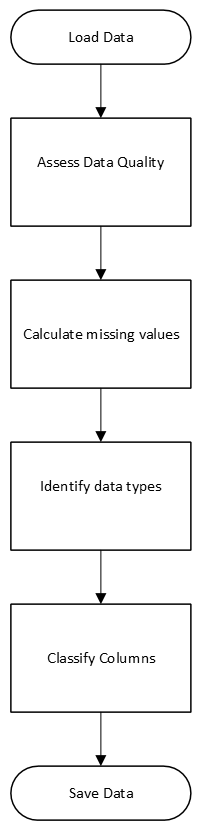 Load Data
Assess Data Quality
Calculate missing values
Identify data types
Classify Columns
Save Data